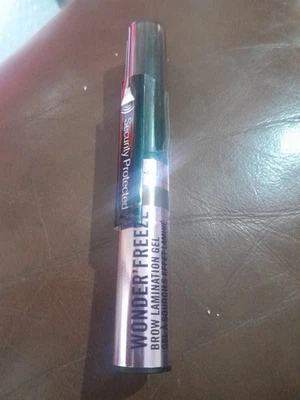 Security Protected
WONDER'FREEZE
BROW LAMINATION GEL